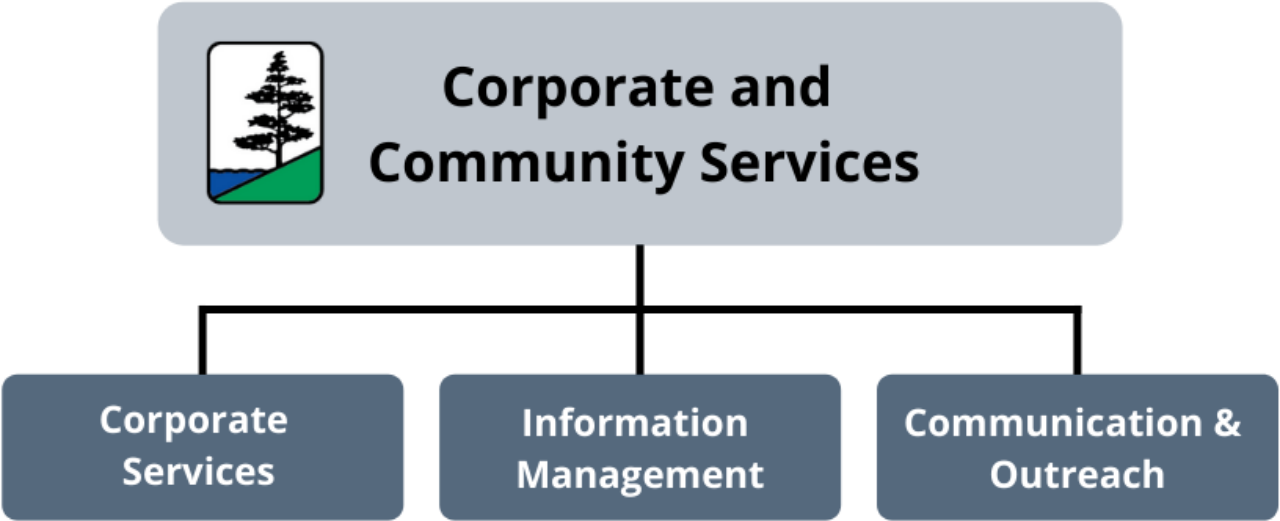 Corporate and
Community Services
Corporate
Services
Information
Management
Communication &
Outreach